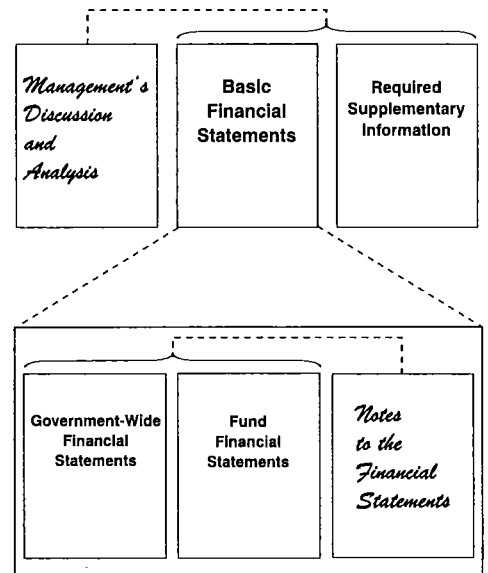 Management's
Discussion
and
Analysis
Basic
Financial
Statements
Required
Supplementary
Information
Government-Wide
Financial
Statements
Fund
Financial
Statements
Notes
to the
Financial
Statements